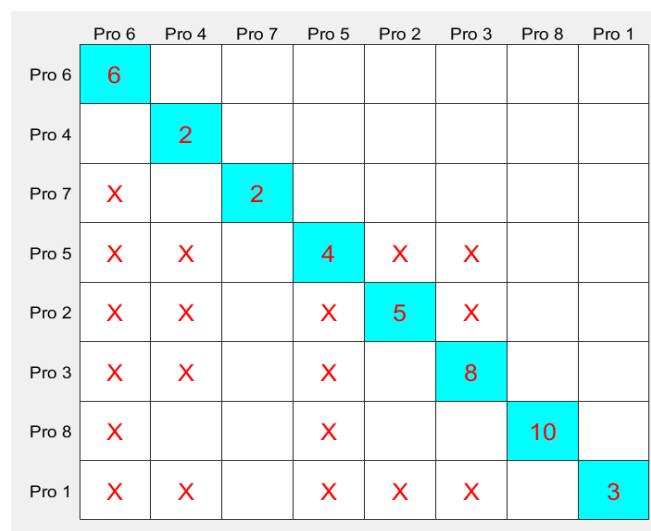 Pro 6 Pro 4 Pro 7 Pro 5 Pro 2 Pro 3 Pro 8 Pro 1
Pro 6 6
Pro 4 2
Pro 7 X 2
Pro 5 X X 4 X X
Pro 2 X X X 5 X
Pro 3 X X X 8
Pro 8 X X 10
Pro 1 X X X X X 3